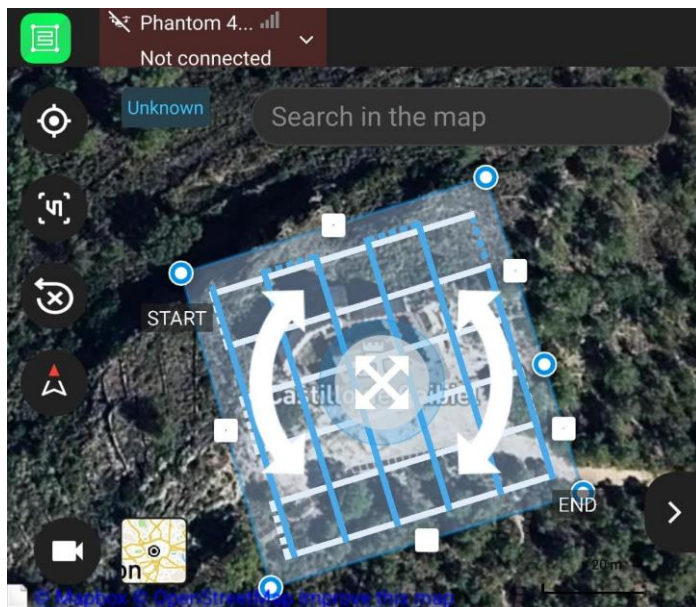 Phantom 4...
Not connected
Unknown
Search in the map
START
END
20 m
© Mapbox © OpenStreetMap Improve this map